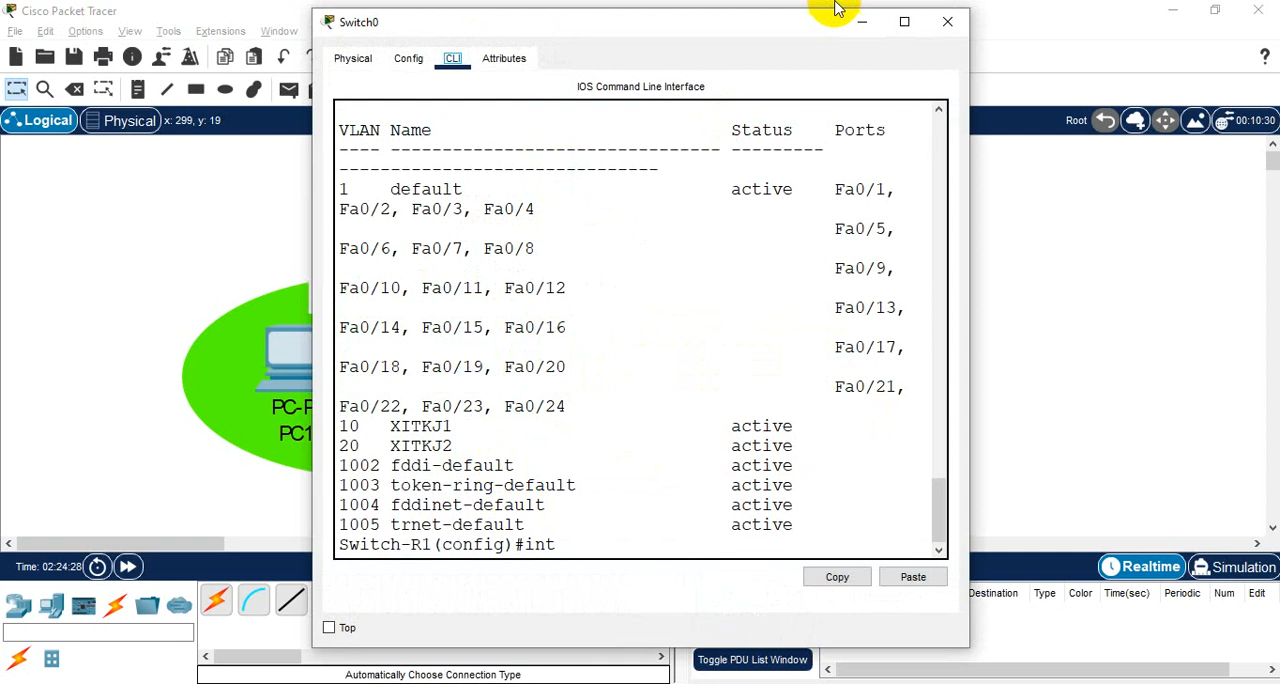 Cisco Packet Tracer
File Edit Options View Tools Extensions Window
Logical Physical x: 299, y: 19
Root 00:10:30
PC-P
PC1
Switch0
Physical Config CLI Attributes
IOS Command Line Interface
VLAN Name Status Ports
---- -------------------------------- ---------
-------------------------------
1 default active Fa0/1,
Fa0/2, Fa0/3, Fa0/4
Fa0/5,
Fa0/6, Fa0/7, Fa0/8
Fa0/9,
Fa0/10, Fa0/11, Fa0/12
Fa0/13,
Fa0/14, Fa0/15, Fa0/16
Fa0/17,
Fa0/18, Fa0/19, Fa0/20
Fa0/21,
Fa0/22, Fa0/23, Fa0/24
10 XITKJ1 active
20 XITKJ2 active
1002 fddi-default active
1003 token-ring-default active
1004 fddinet-default active
1005 trnet-default active
Switch-R1(config)#int
Copy Paste
Top
Time: 02:24:28
Realtime Simulation
Destination Type Color Time(sec) Periodic Num Edit
Toggle PDU List Window
Automatically Choose Connection Type